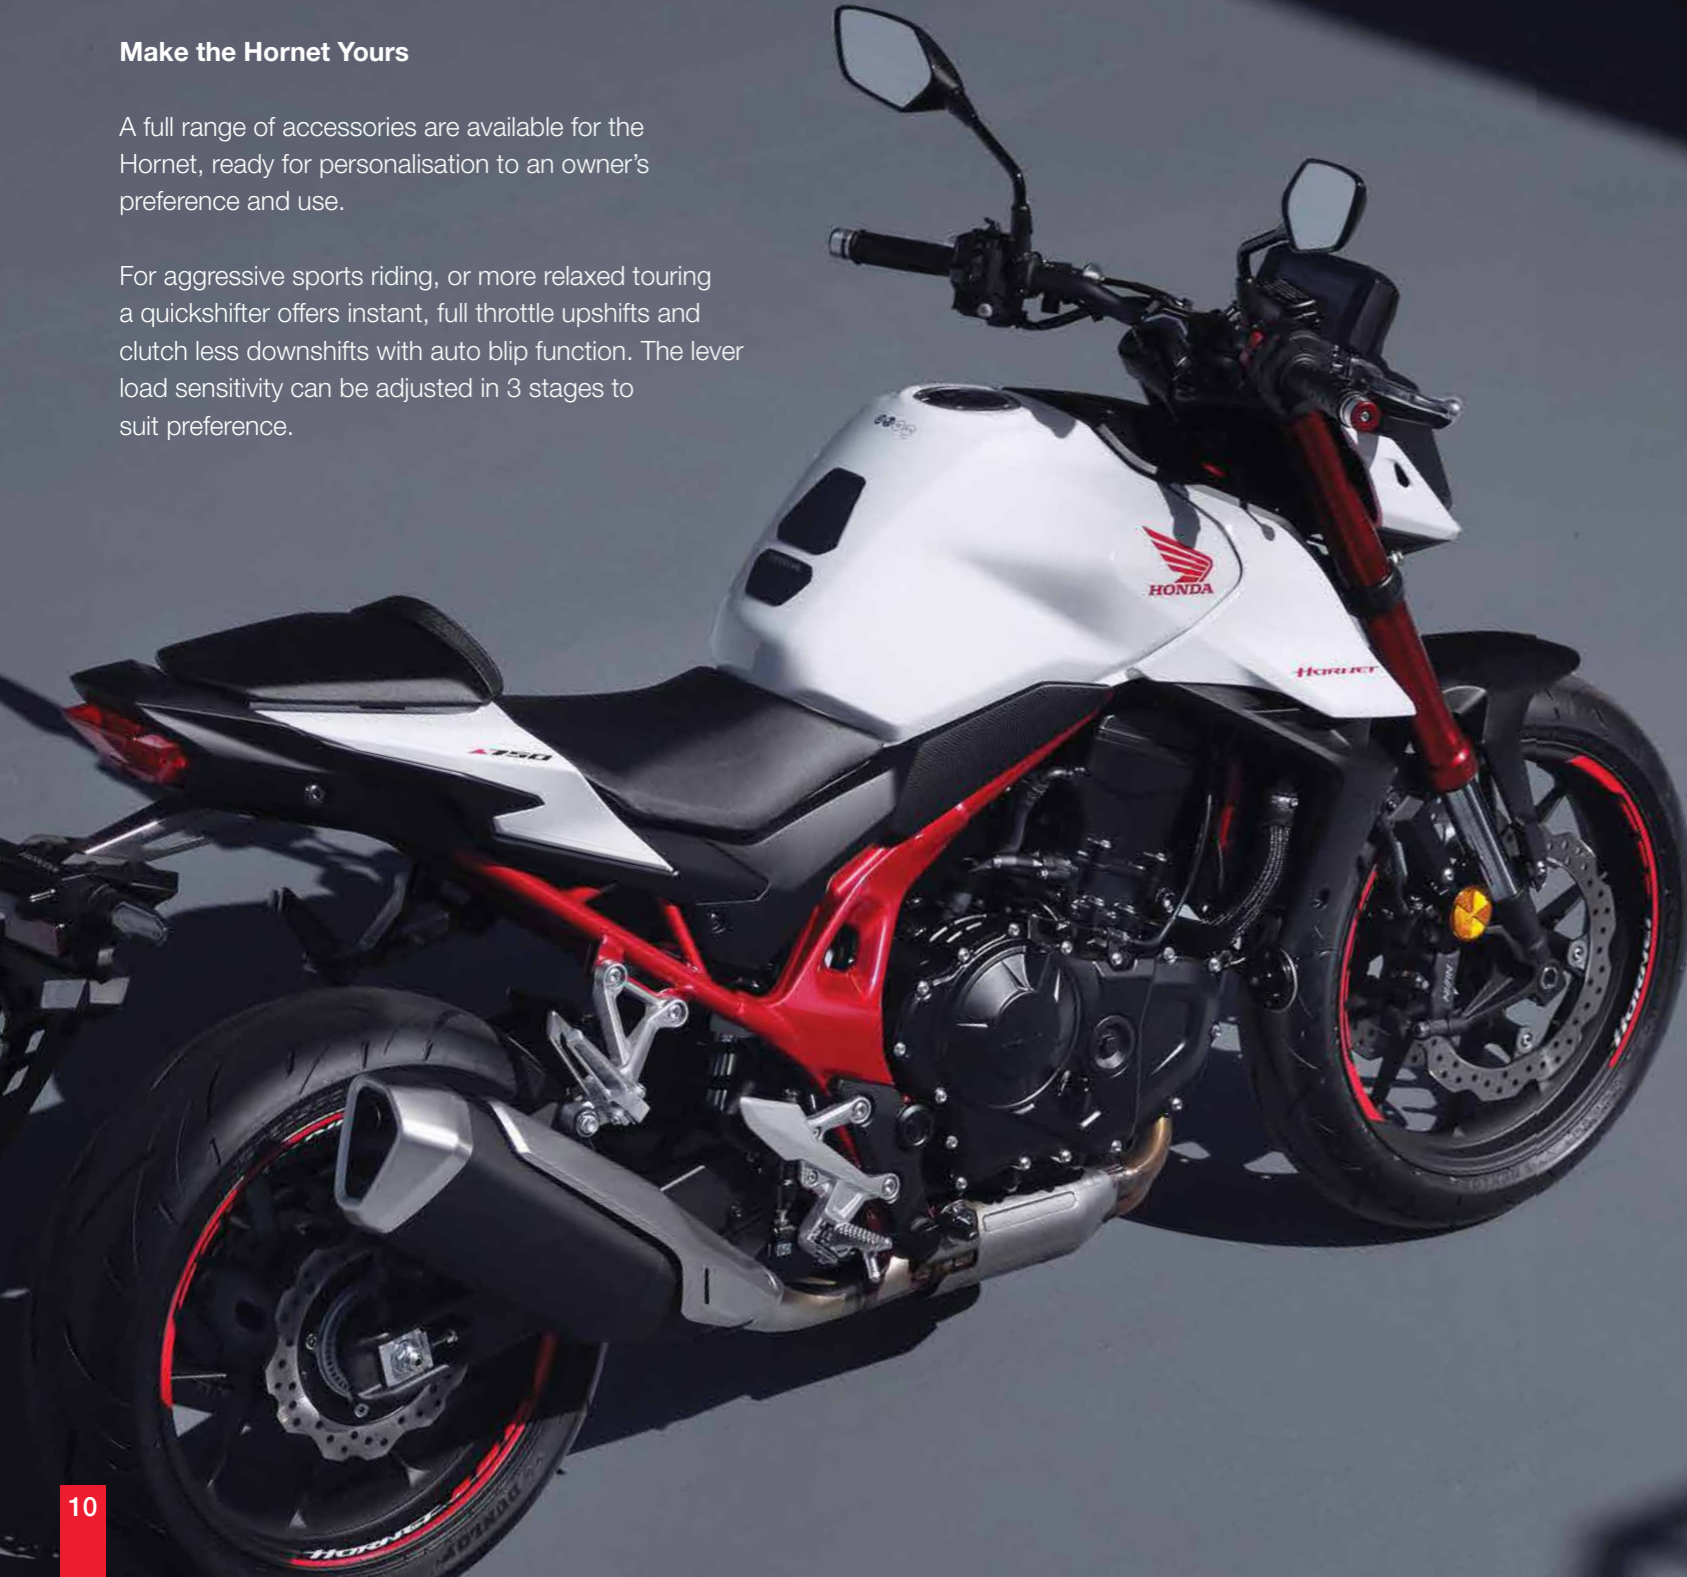 Make the Hornet Yours
A full range of accessories are available for the
Hornet, ready for personalisation to an owner’s
preference and use.
For aggressive sports riding, or more relaxed touring
a quickshifter offers instant, full throttle upshifts and
clutch less downshifts with auto blip function. The lever
load sensitivity can be adjusted in 3 stages to
suit preference.
HONDA
HORNET
750
NISSIN
HORNET
HORNET
DUNLOP
10